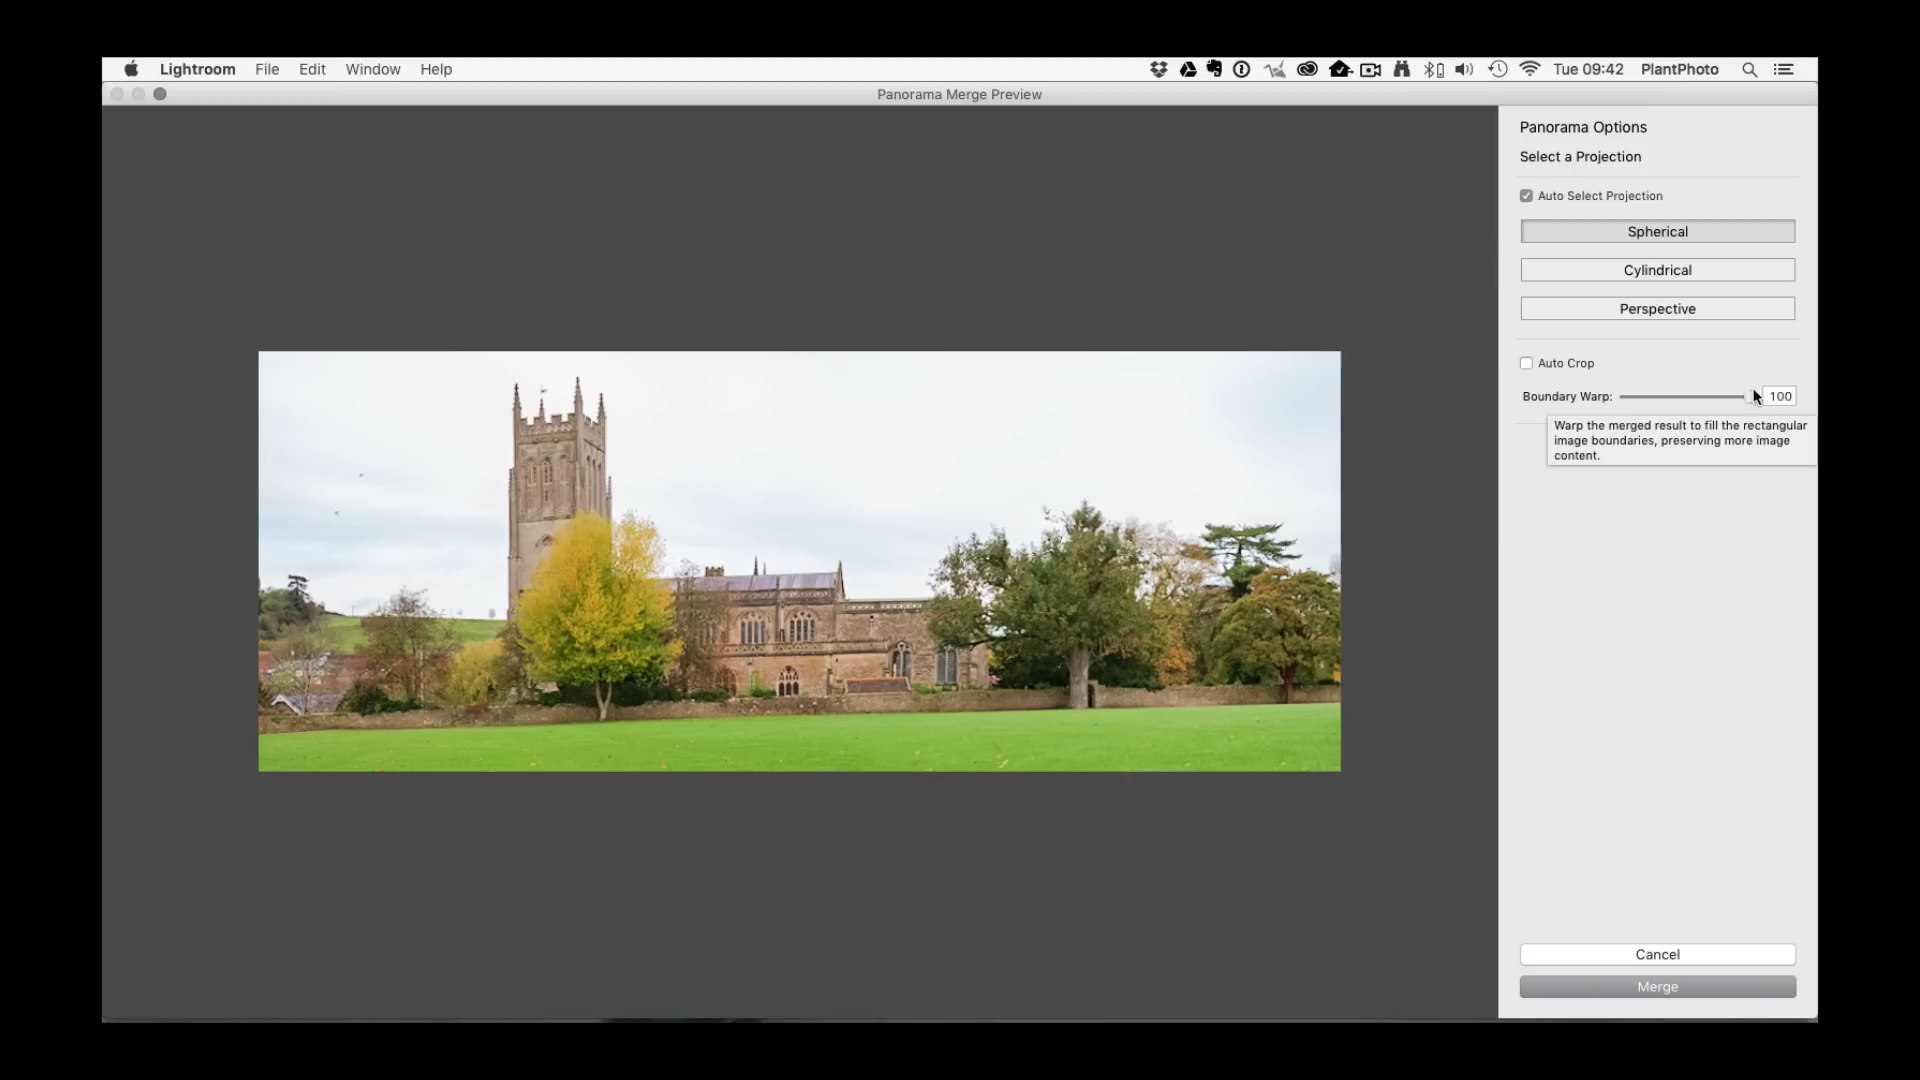 Lightroom File Edit Window Help Tue 09:42 PlantPhoto
Panorama Merge Preview
Panorama Options
Select a Projection
Auto Select Projection
Spherical
Cylindrical
Perspective
Auto Crop
Boundary Warp: 100
Warp the merged result to fill the rectangular
image boundaries, preserving more image
content.
Cancel
Merge